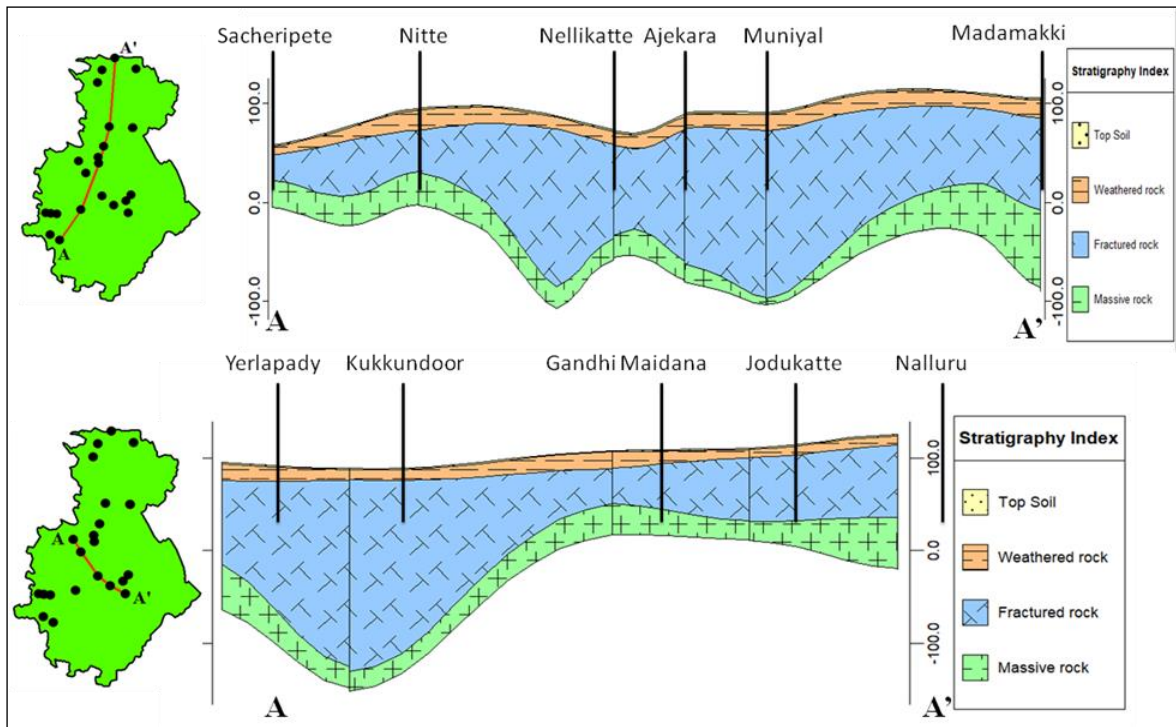 Sacheripete Nitte Nellikatte Ajekara Muniyal Madamakki
A'
A
100.0
0.0
-100.0
100.0
0.0
-100.0
A
A'
Stratigraphy Index
Top Soil
Weathered rock
Fractured rock
Massive rock
Yerlapady Kukkundoor Gandhi Maidana Jodukatte Nalluru
A
A'
100.0
0.0
-100.0
A
A'
Stratigraphy Index
Top Soil
Weathered rock
Fractured rock
Massive rock